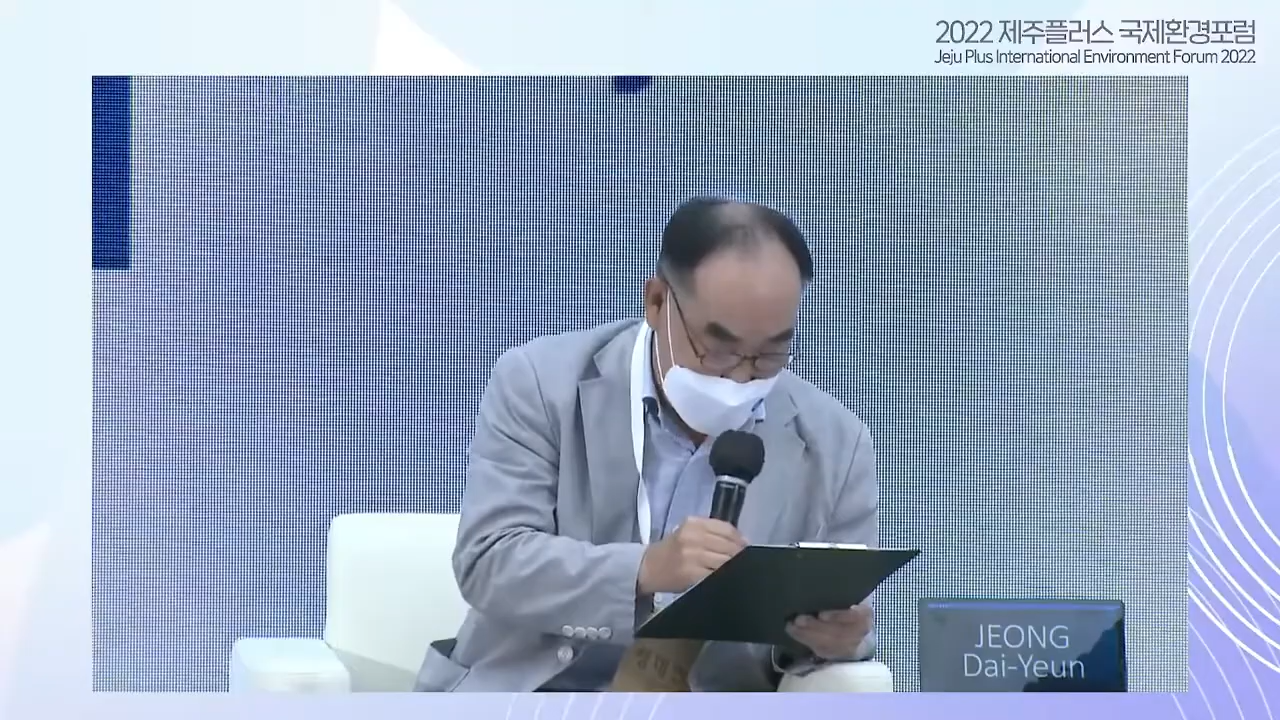 2022 제주플러스 국제환경포럼
Jeju Plus International Environment Forum 2022
JEONG
Dai-Yeun